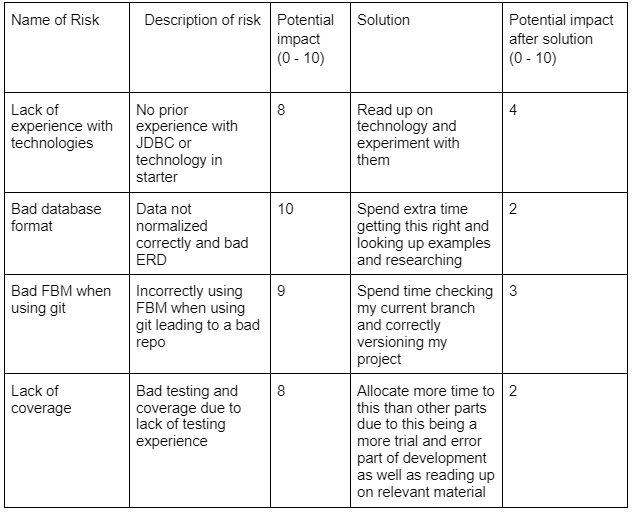 Name of Risk
Description of risk
Potential
impact
(0 - 10)
Solution
Potential impact
after solution
(0 - 10)
Lack of
experience with
technologies
No prior
experience with
JDBC or
technology in
starter
8
Read up on
technology and
experiment with
them
4
Bad database
format
Data not
normalized
correctly and bad
ERD
10
Spend extra time
getting this right and
looking up examples
and researching
2
Bad FBM when
using git
Incorrectly using
FBM when using
git leading to a bad
repo
9
Spend time checking
my current branch
and correctly
versioning my
project
3
Lack of
coverage
Bad testing and
coverage due to
lack of testing
experience
8
Allocate more time to
this than other parts
due to this being a
more trial and error
part of development
as well as reading up
on relevant material
2